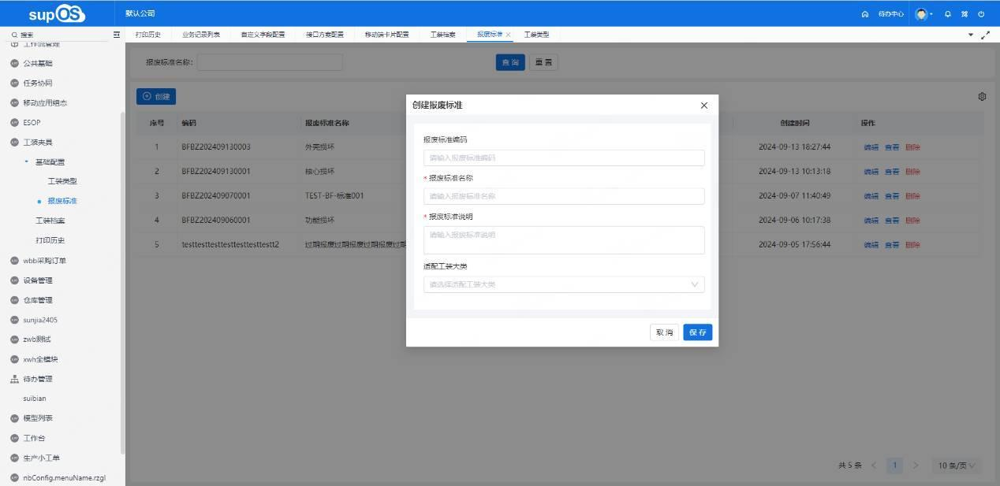 supOS
默认公司
待办中心
搜索
打印历史 业务记录列表 自定义字段配置 接口方案配置 移动端卡片配置 工装档案 报废标准 工装类型
工作流管理
公共基础
任务协同
移动应用组态
ESOP
工装夹具
基础配置
工装类型
报废标准
工装档案
打印历史
wbb采购订单
设备管理
仓库管理
sunjia2405
zwb测试
xwh全模块
待办管理
suibian
模型列表
工作台
生产小工单
nbConfig.menuName.rzgl
报废标准名称:
查 询 重 置
创建
序号 编码 报废标准名称 创建时间 操作
1 BFBZ202409130003 外壳损坏 2024-09-13 18:27:44 编辑 查看 删除
2 BFBZ202409130001 核心损坏 2024-09-13 10:13:18 编辑 查看 删除
3 BFBZ202409070001 TEST-BF-标准001 2024-09-07 11:40:49 编辑 查看 删除
4 BFBZ202409060001 功能损坏 2024-09-06 10:17:38 编辑 查看 删除
5 testtesttesttesttesttesttestt2 过期报废过期报废过期报废过期 2024-09-05 17:56:44 编辑 查看 删除
创建报废标准
报废标准编码
请输入报废标准编码
* 报废标准名称
请输入报废标准名称
* 报废标准说明
请输入报废标准说明
适配工装大类
请选择适配工装大类
取 消 保 存
共 5 条 1 10 条/页